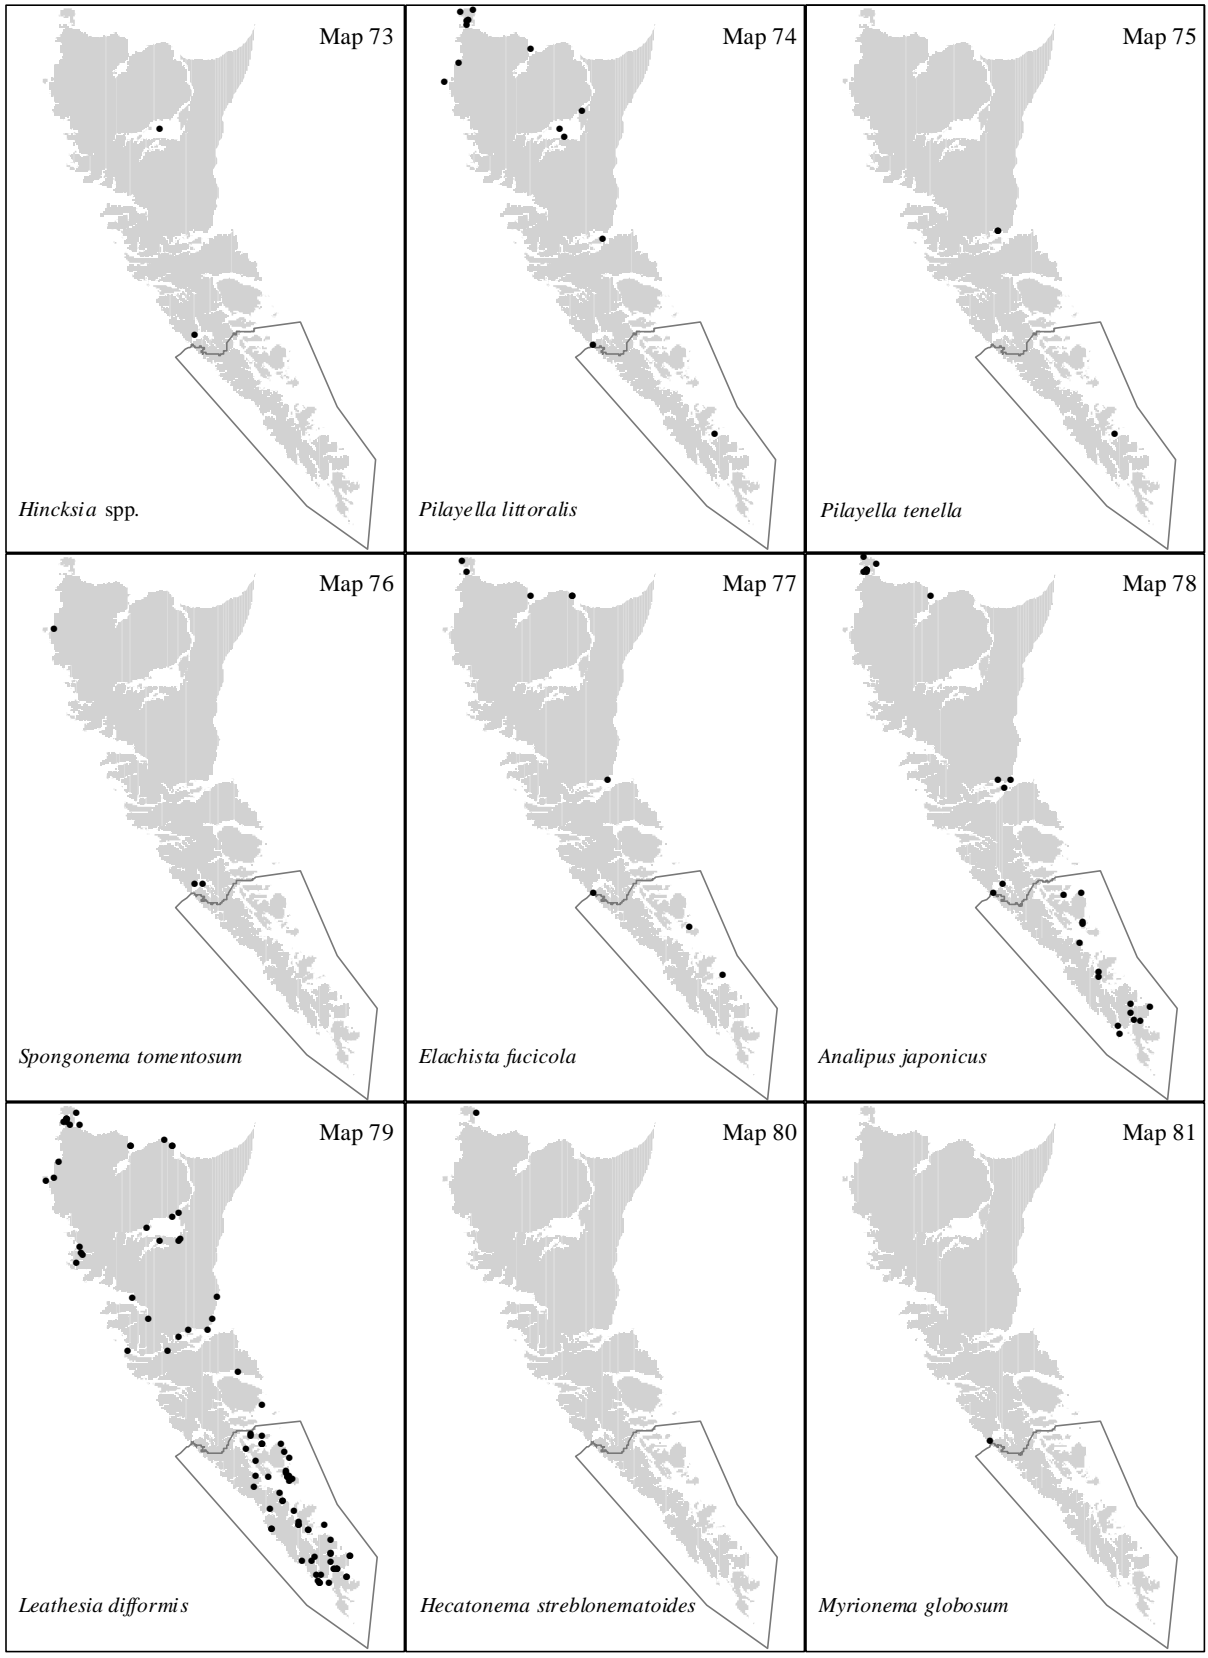 Map 73
Hincksia spp.
Map 74
Pilayella littoralis
Map 75
Pilayella tenella
Map 76
Spongonema tomentosum
Map 77
Elachista fucicola
Map 78
Analipus japonicus
Map 79
Leathesia difformis
Map 80
Hecatonema streblonematoides
Map 81
Myrionema globosum